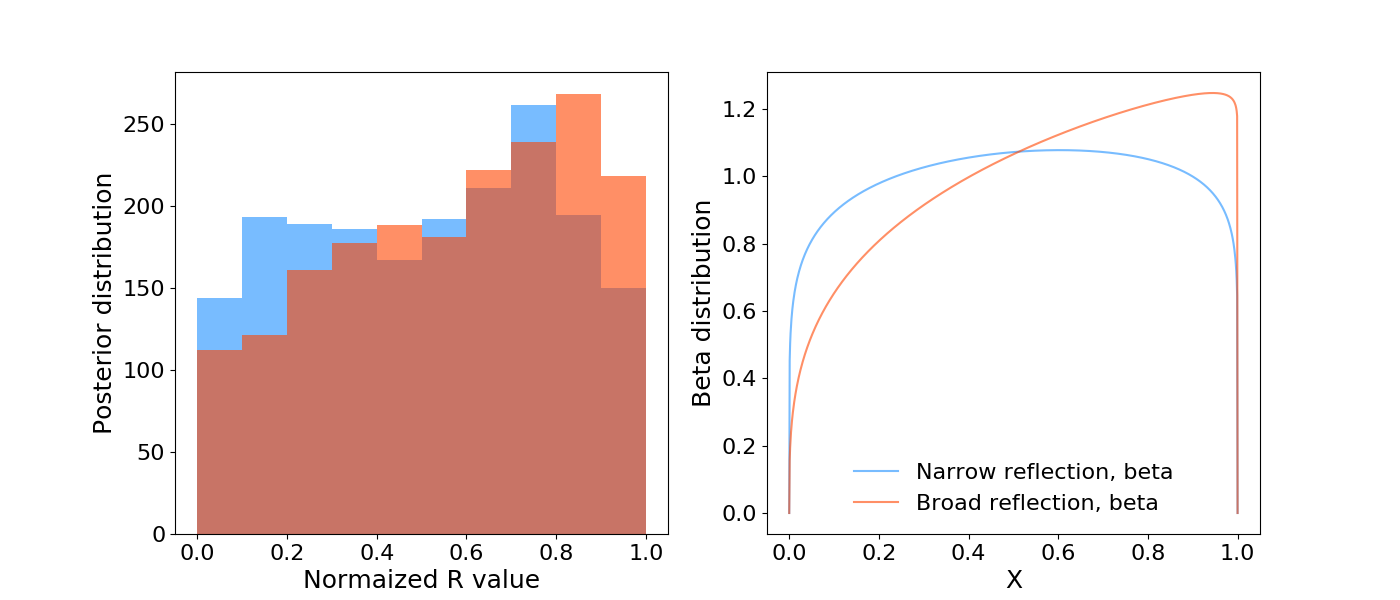 Posterior distribution
250
200
150
100
50
0
0.0 0.2 0.4 0.6 0.8 1.0
Normaized R value
Beta distribution
1.2
1.0
0.8
0.6
0.4
0.2
0.0
Narrow reflection, beta
Broad reflection, beta
0.0 0.2 0.4 0.6 0.8 1.0
X